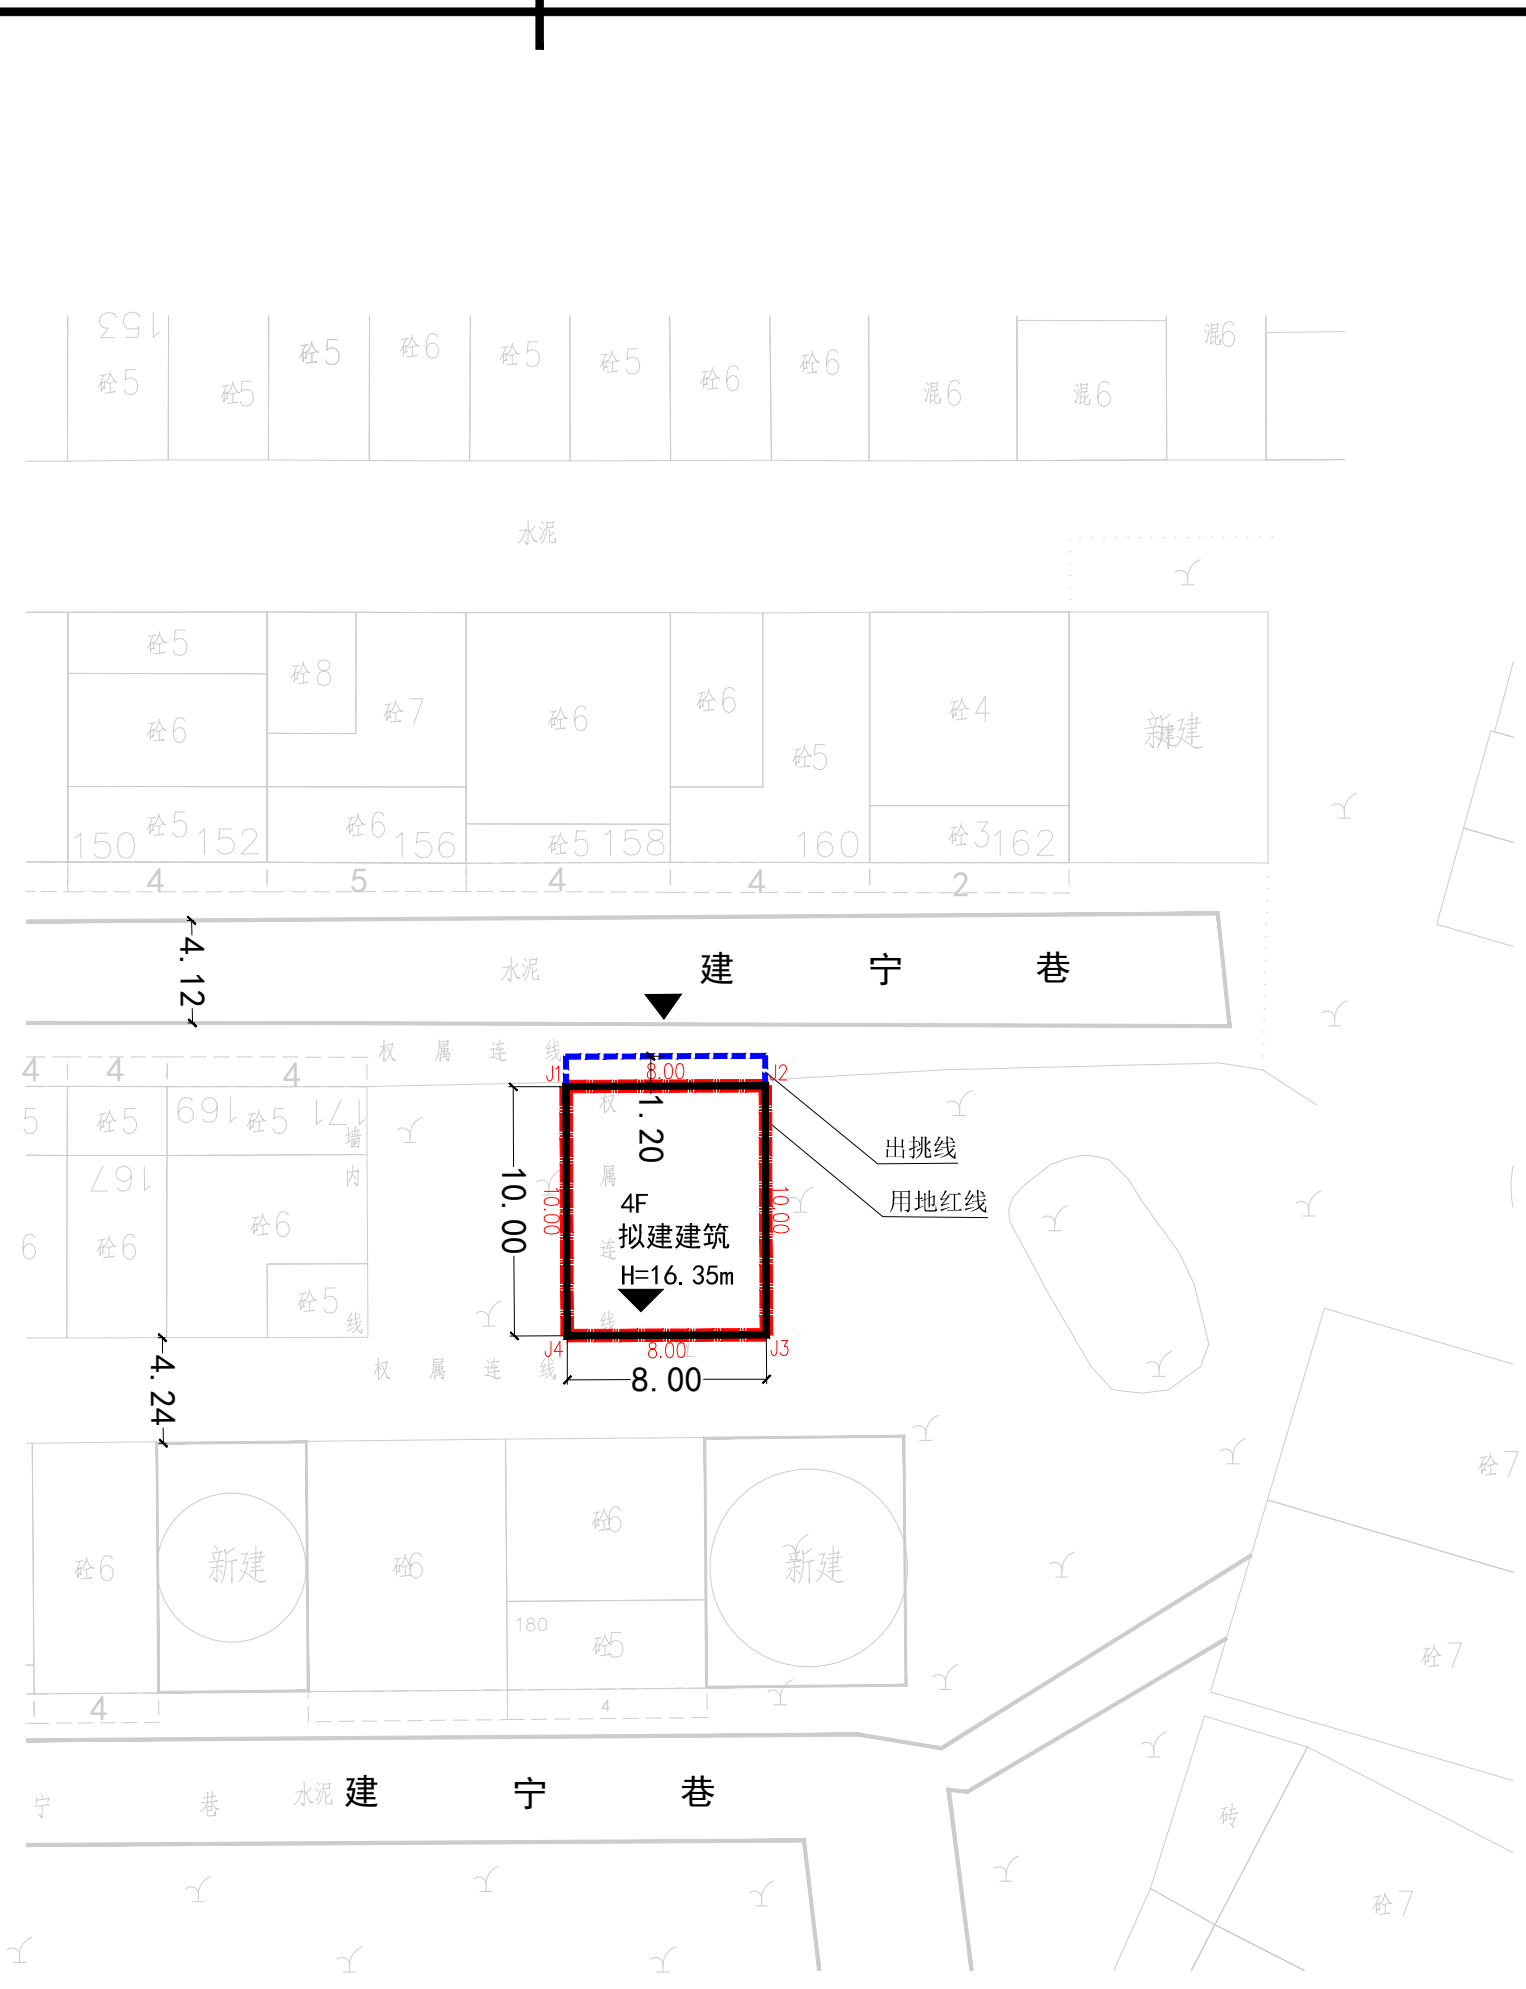 153
砼5
砼5
砼5
砼6
砼5
砼5
砼6
砼6
混6
混6
混6
水泥
砼5
砼6
砼5
150
152
砼8
砼7
砼6
156
砼6
砼5
158
砼6
砼5
160
砼4
砼3
162
新建
4
5
4
4
2
4.12
水泥
建 宁 巷
权 属 连 线
4
4
4
J1
8.00
J2
1.20
5
砼5
169
砼5
171
墙
内
线
167
6
砼6
砼6
砼5
10.00
10.00
10.00
权
属
连
线
4F
拟建建筑
H=16.35m
出挑线
用地红线
J4
8.00
J3
8.00
权 属 连 线
4.24
砼6
新建
砼6
砼6
180
砼5
新建
砼7
砼7
4
4
宁 巷
水泥
建 宁 巷
砖
砼7